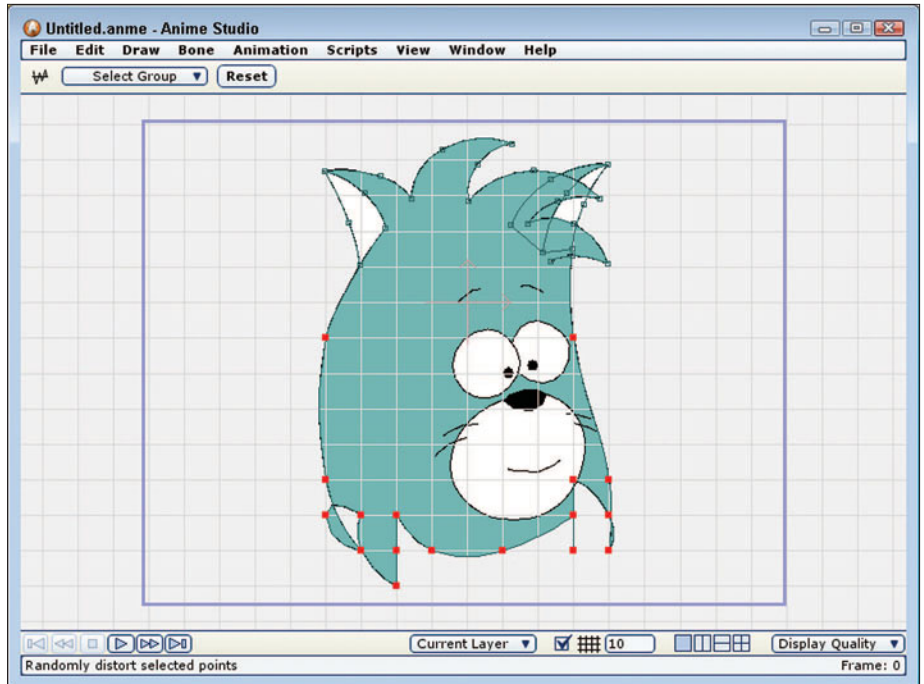 Untitled.anme - Anime Studio
File Edit Draw Bone Animation Scripts View Window Help
Select Group Reset
Current Layer 10 Display Quality
Randomly distort selected points Frame: 0